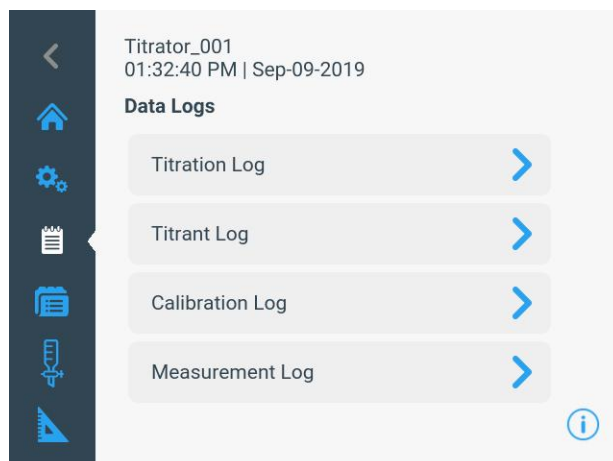 Titrator_001
01:32:40 PM | Sep-09-2019
Data Logs
Titration Log
Titrant Log
Calibration Log
Measurement Log